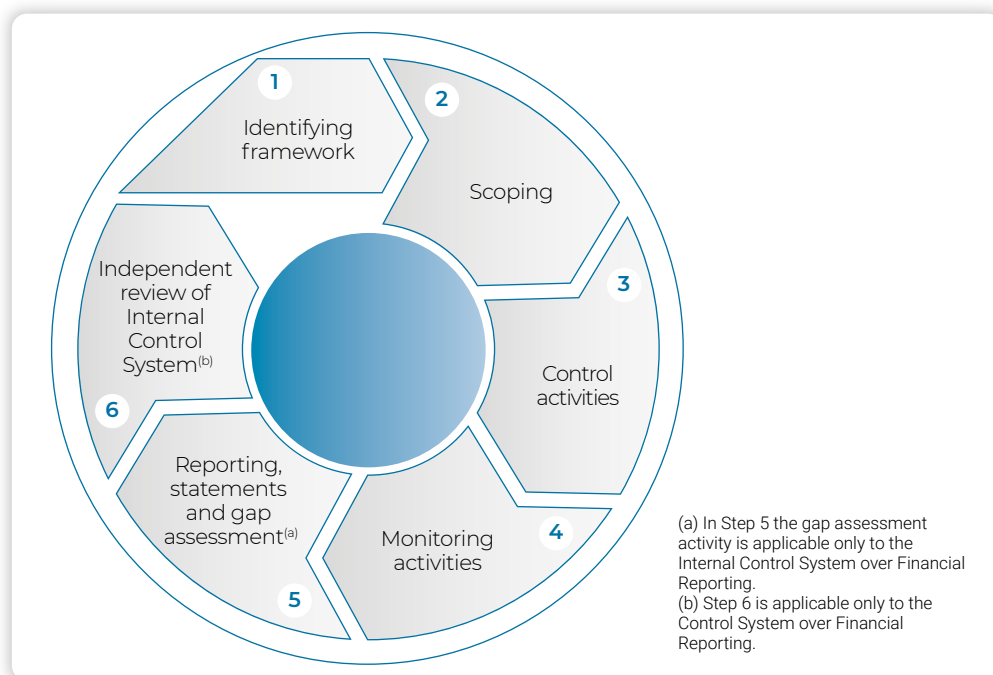 1
Identifying
framework
2
Scoping
3
Control
activities
4
Monitoring
activities
5
Reporting,
statements
and gap
assessment(a)
6
Independent
review of
Internal
Control
System(b)
(a) In Step 5 the gap assessment
activity is applicable only to the
Internal Control System over Financial
Reporting.
(b) Step 6 is applicable only to the
Control System over Financial
Reporting.